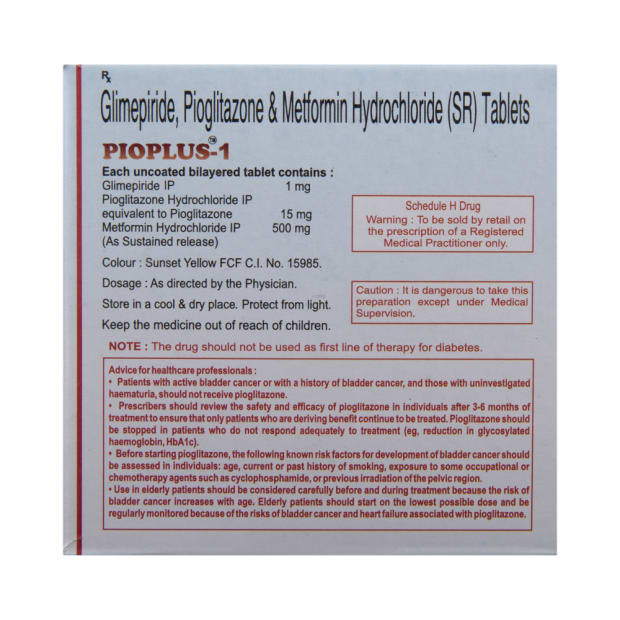 Rx
Glimepiride, Pioglitazone & Metformin Hydrochloride (SR) Tablets
PIOPLUS™-1
Each uncoated bilayered tablet contains :
Glimepiride IP 1 mg
Pioglitazone Hydrochloride IP
equivalent to Pioglitazone 15 mg
Metformin Hydrochloride IP 500 mg
(As Sustained release)
Colour : Sunset Yellow FCF C.I. No. 15985.
Dosage : As directed by the Physician.
Store in a cool & dry place. Protect from light.
Keep the medicine out of reach of children.
Schedule H Drug
Warning : To be sold by retail on
the prescription of a Registered
Medical Practitioner only.
Caution : It is dangerous to take this
preparation except under Medical
Supervision.
NOTE : The drug should not be used as first line of therapy for diabetes.
Advice for healthcare professionals :
• Patients with active bladder cancer or with a history of bladder cancer, and those with uninvestigated
haematuria, should not receive pioglitazone.
• Prescribers should review the safety and efficacy of pioglitazone in individuals after 3-6 months of
treatment to ensure that only patients who are deriving benefit continue to be treated. Pioglitazone should
be stopped in patients who do not respond adequately to treatment (eg, reduction in glycosylated
haemoglobin, HbA1c).
• Before starting pioglitazone, the following known risk factors for development of bladder cancer should
be assessed in individuals: age, current or past history of smoking, exposure to some occupational or
chemotherapy agents such as cyclophosphamide, or previous irradiation of the pelvic region.
• Use in elderly patients should be considered carefully before and during treatment because the risk of
bladder cancer increases with age. Elderly patients should start on the lowest possible dose and be
regularly monitored because of the risks of bladder cancer and heart failure associated with pioglitazone.